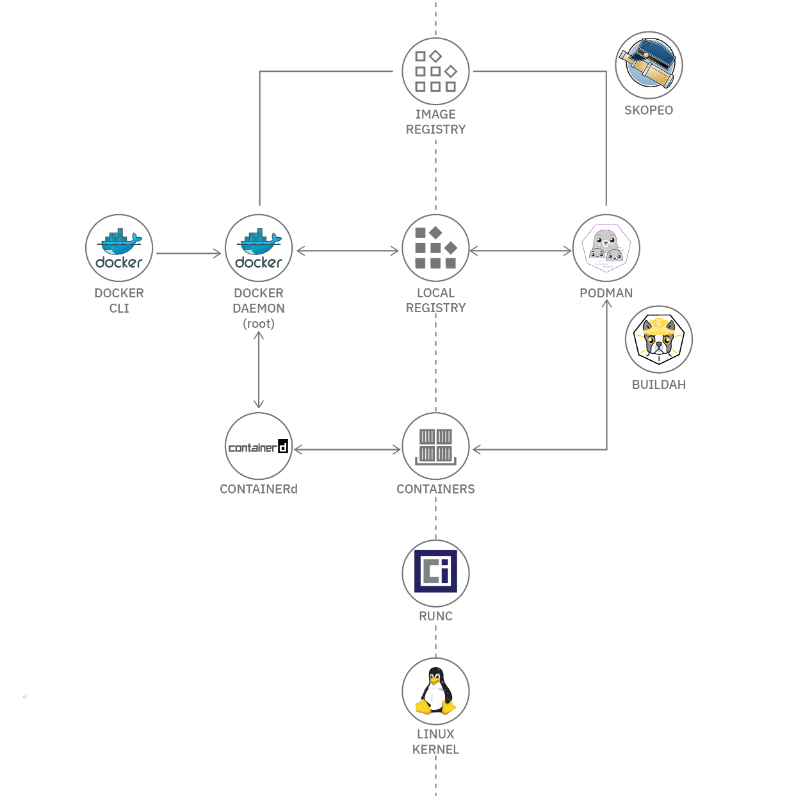 IMAGE
REGISTRY
SKOPEO
docker
DOCKER
CLI
docker
DOCKER
DAEMON
(root)
LOCAL
REGISTRY
PODMAN
BUILDAH
containerd
CONTAINERd
CONTAINERS
Ci
RUNC
LINUX
KERNEL